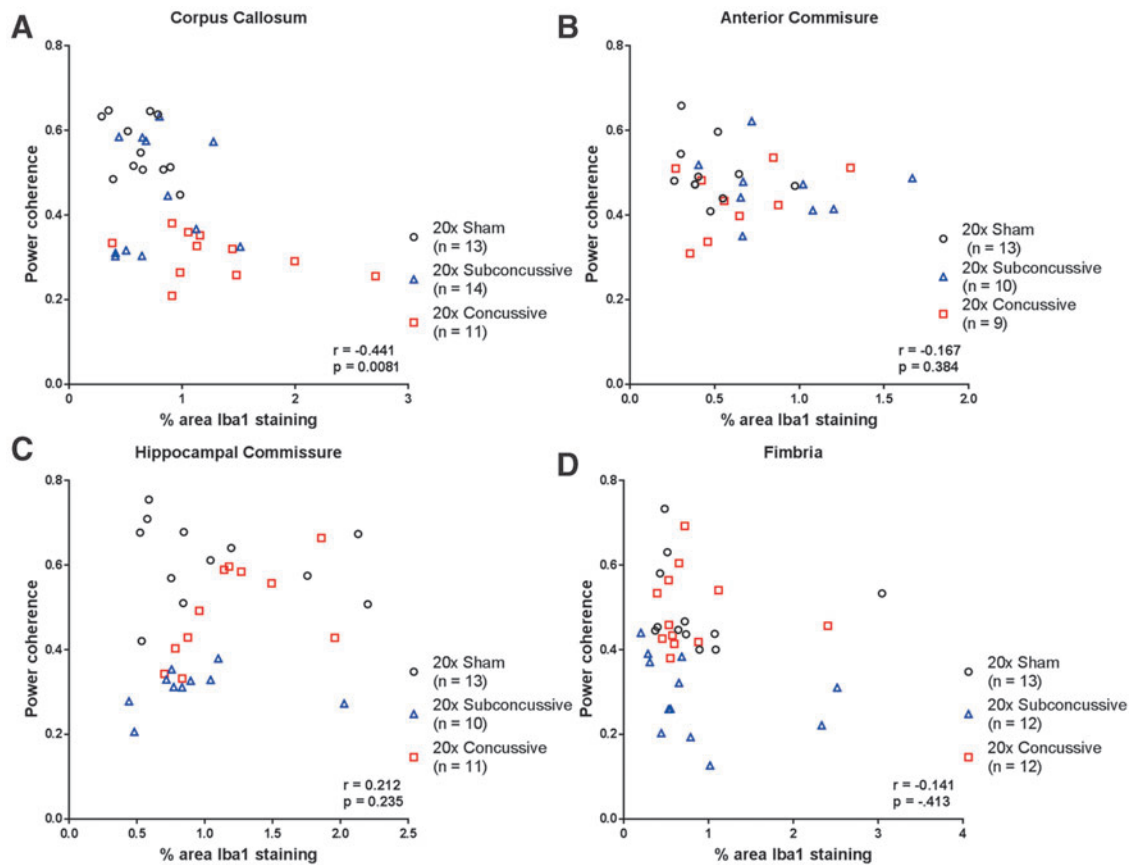 A
Corpus Callosum
Power coherence
0.8
0.6
0.4
0.2
0.0
0
1
2
3
% area Iba1 staining
20x Sham
(n = 13)
20x Subconcussive
(n = 14)
20x Concussive
(n = 11)
r = -0.441
p = 0.0081
B
Anterior Commisure
Power coherence
0.8
0.6
0.4
0.2
0.0
0.0
0.5
1.0
1.5
2.0
% area Iba1 staining
20x Sham
(n = 13)
20x Subconcussive
(n = 10)
20x Concussive
(n = 9)
r = -0.167
p = 0.384
C
Hippocampal Commissure
Power coherence
0.8
0.6
0.4
0.2
0.0
0.0
0.5
1.0
1.5
2.0
2.5
% area Iba1 staining
20x Sham
(n = 13)
20x Subconcussive
(n = 10)
20x Concussive
(n = 11)
r = 0.212
p = 0.235
D
Fimbria
Power coherence
0.8
0.6
0.4
0.2
0.0
0
1
2
3
4
% area Iba1 staining
20x Sham
(n = 13)
20x Subconcussive
(n = 12)
20x Concussive
(n = 12)
r = -0.141
p = -.413